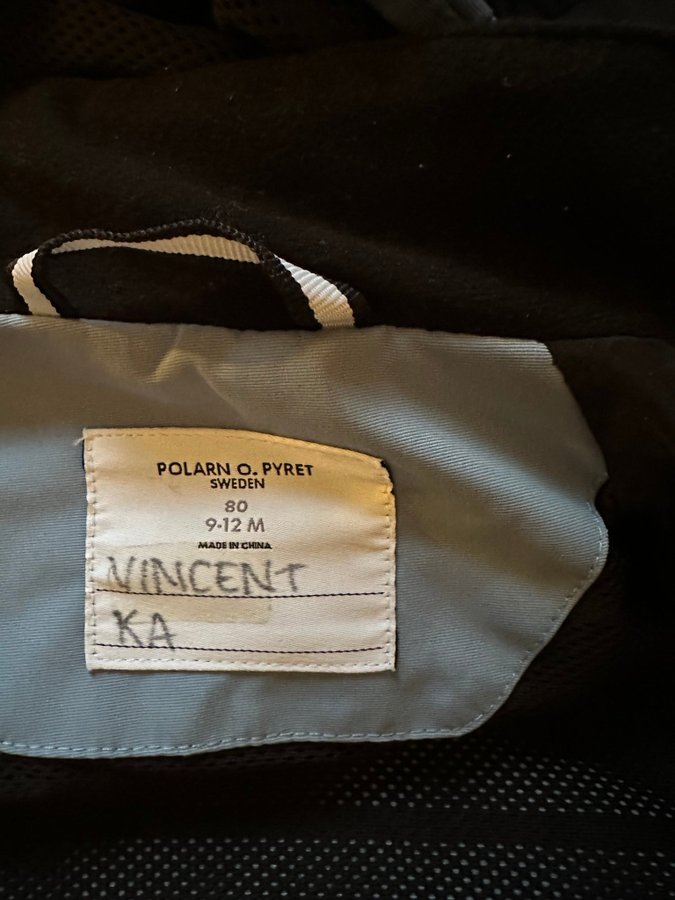 POLARN O. PYRET
SWEDEN
80
9-12 M
MADE IN CHINA
VINCENT
KA